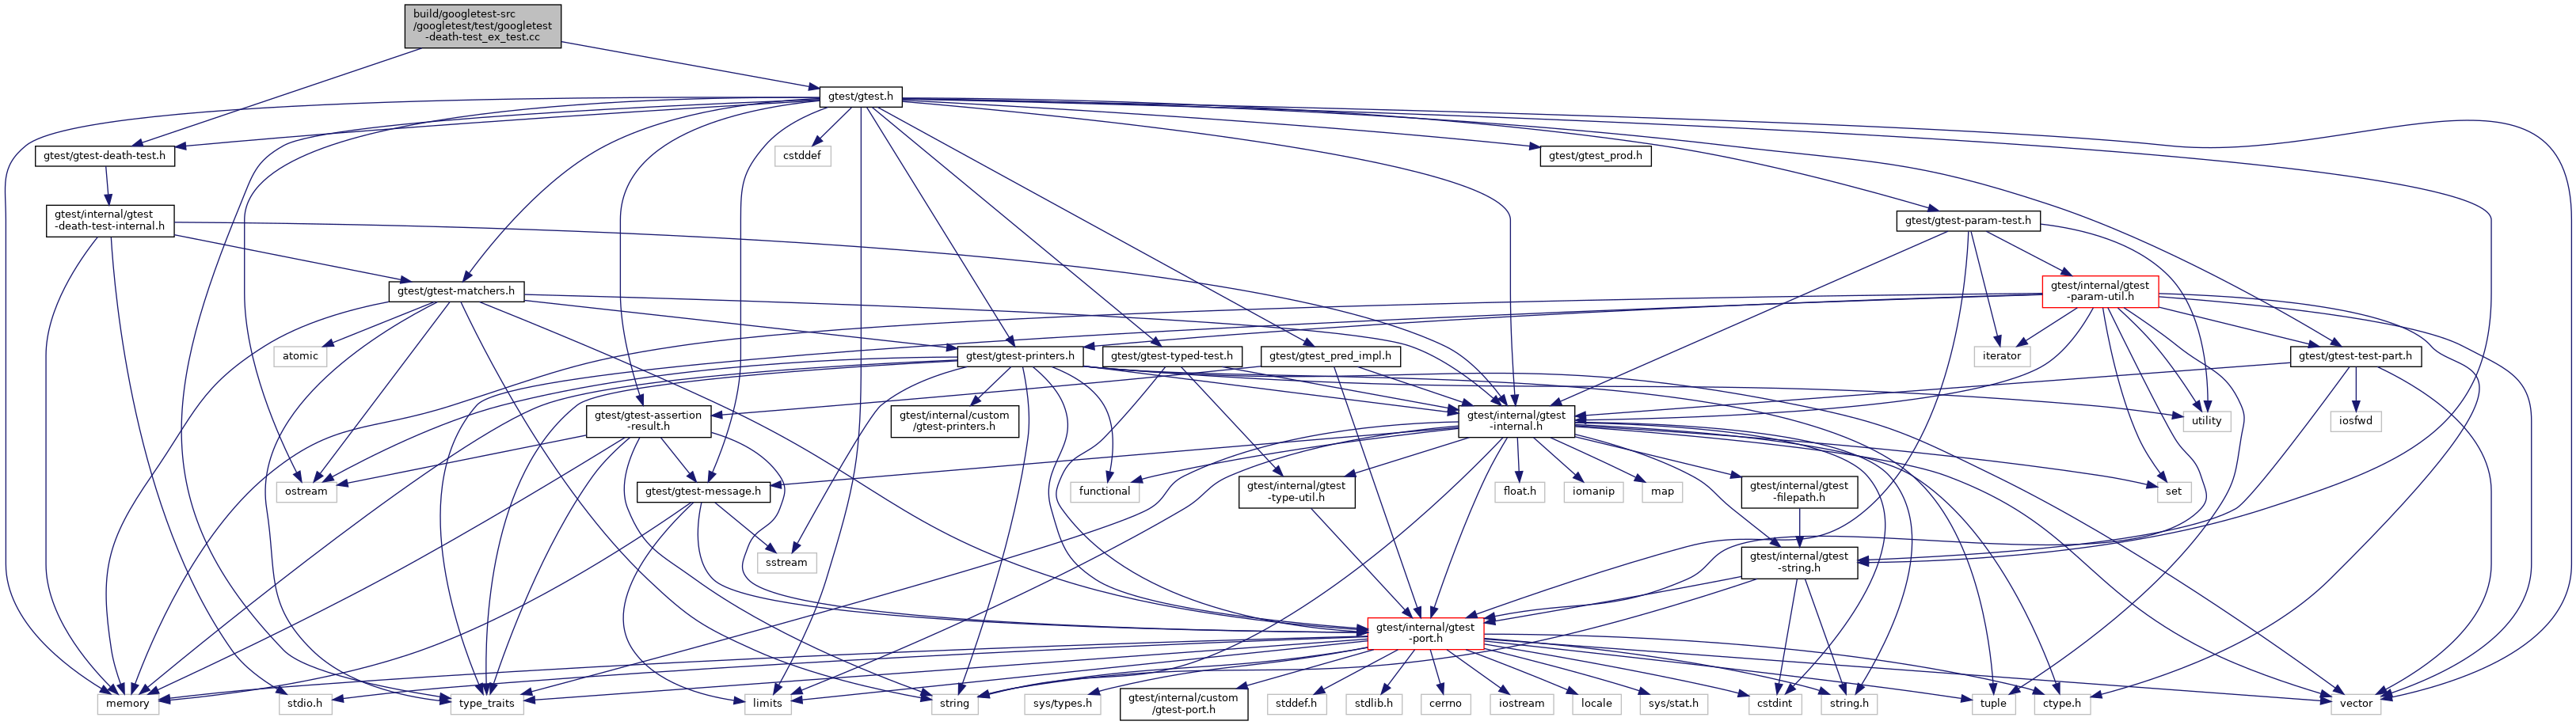 build/googletest-src
/googletest/test/googletest
-death-test_ex_test.cc
gtest/gtest.h
gtest/gtest-death-test.h
cstddef
gtest/gtest_prod.h
gtest/internal/gtest
-death-test-internal.h
gtest/gtest-param-test.h
gtest/gtest-matchers.h
gtest/internal/gtest
-param-util.h
atomic
gtest/gtest-printers.h
gtest/gtest-typed-test.h
gtest/gtest_pred_impl.h
iterator
gtest/gtest-test-part.h
gtest/gtest-assertion
-result.h
gtest/internal/custom
/gtest-printers.h
gtest/internal/gtest
-internal.h
utility
iosfwd
ostream
gtest/gtest-message.h
functional
gtest/internal/gtest
-type-util.h
float.h
iomanip
map
gtest/internal/gtest
-filepath.h
set
sstream
gtest/internal/gtest
-string.h
gtest/internal/gtest
-port.h
memory
stdio.h
type_traits
limits
string
sys/types.h
gtest/internal/custom
/gtest-port.h
stddef.h
stdlib.h
cerrno
iostream
locale
sys/stat.h
cstdint
string.h
tuple
ctype.h
vector